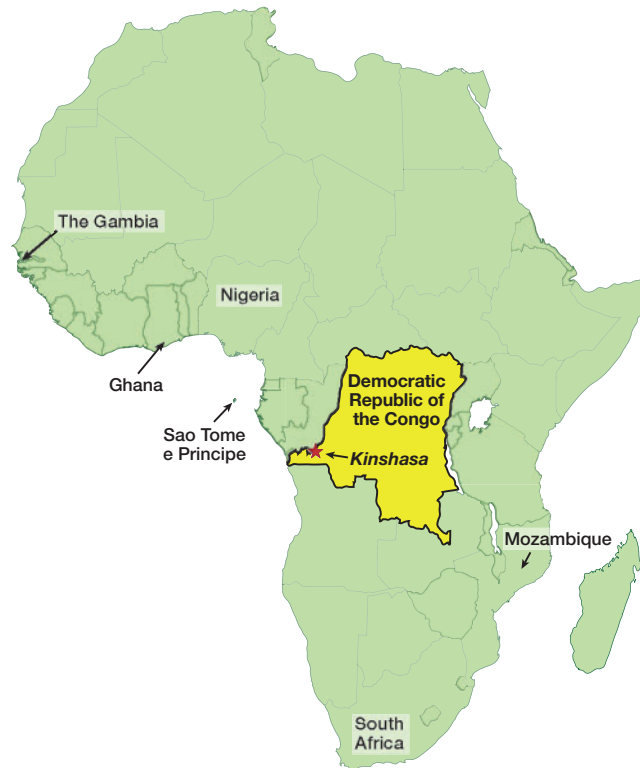 The Gambia
Nigeria
Ghana
Democratic
Republic of
the Congo
Sao Tome
e Principe
Kinshasa
Mozambique
South
Africa